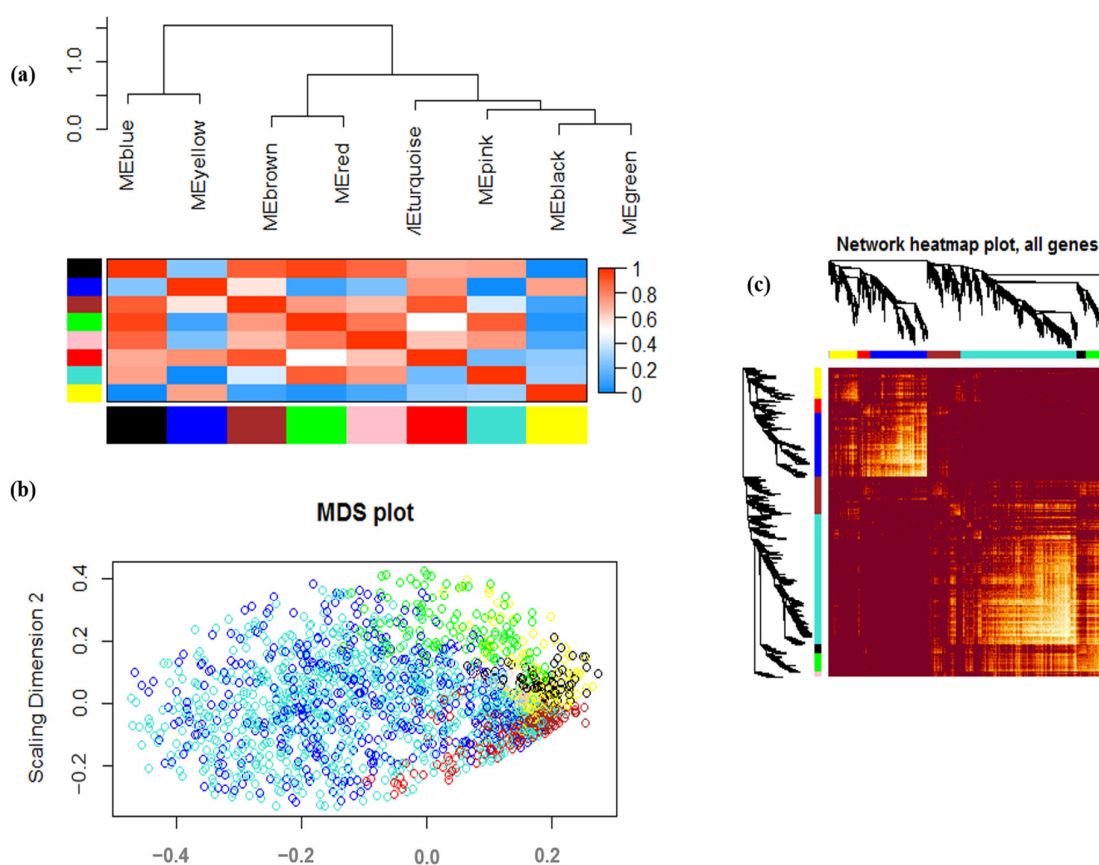 (a)
1.0
0.0
MEblue
MEyellow
MEbrown
MEred
MEturquoise
MEpink
MEblack
MEgreen
1
0.8
0.6
0.4
0.2
0
(b)
MDS plot
Scaling Dimension 2
0.4
0.2
0.0
−0.2
−0.4
−0.2
0.0
0.2
(c)
Network heatmap plot, all genes